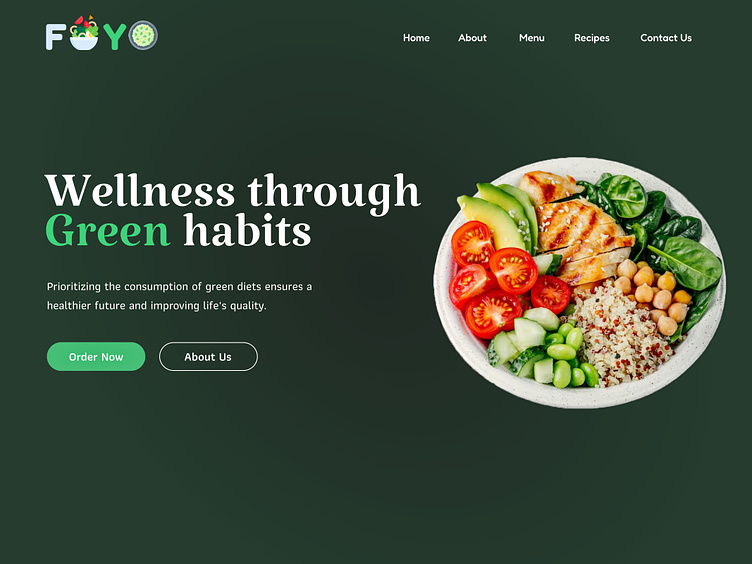 FOYO
Home About Menu Recipes Contact Us
Wellness through
Green habits
Prioritizing the consumption of green diets ensures a
healthier future and improving life's quality.
Order Now About Us